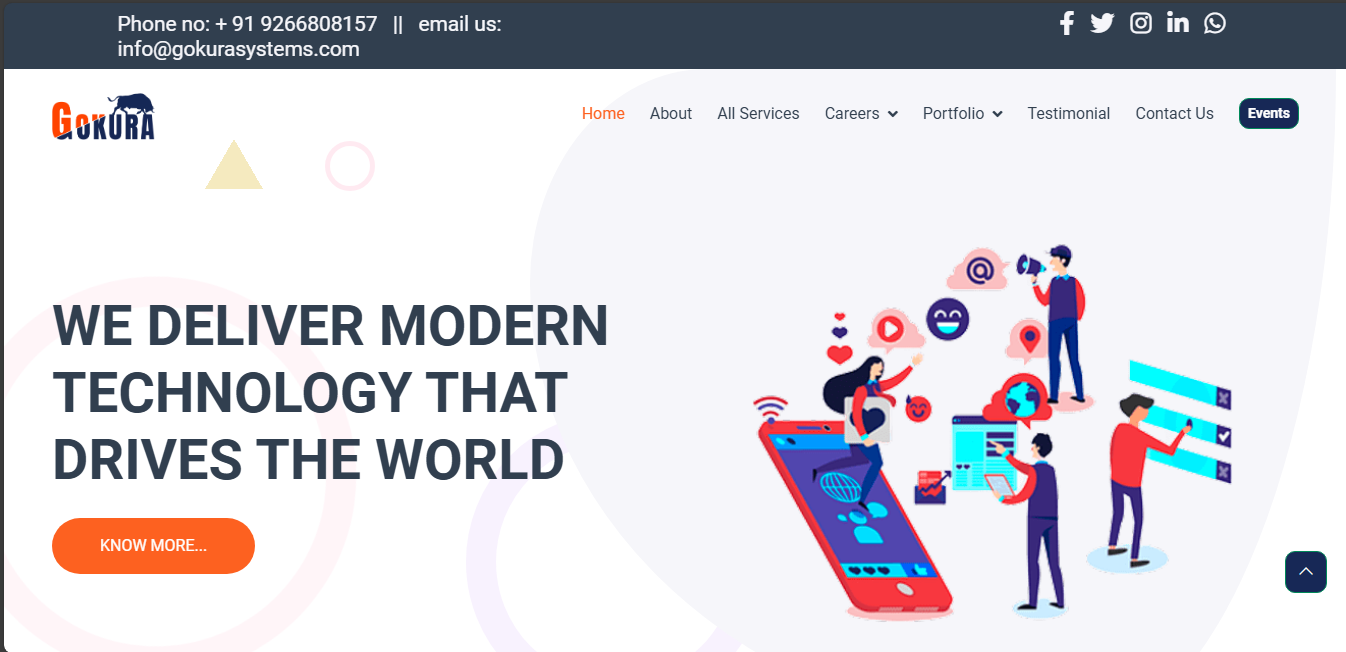 Phone no: + 91 9266808157 || email us:
info@gokurasystems.com
GOKURA
Home About All Services Careers Portfolio Testimonial Contact Us Events
WE DELIVER MODERN
TECHNOLOGY THAT
DRIVES THE WORLD
KNOW MORE...